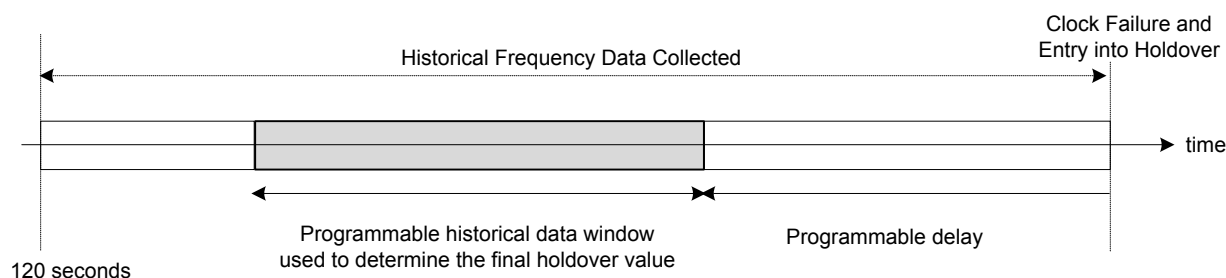 Clock Failure and
Entry into Holdover
Historical Frequency Data Collected
time
Programmable historical data window
used to determine the final holdover value
Programmable delay
120 seconds